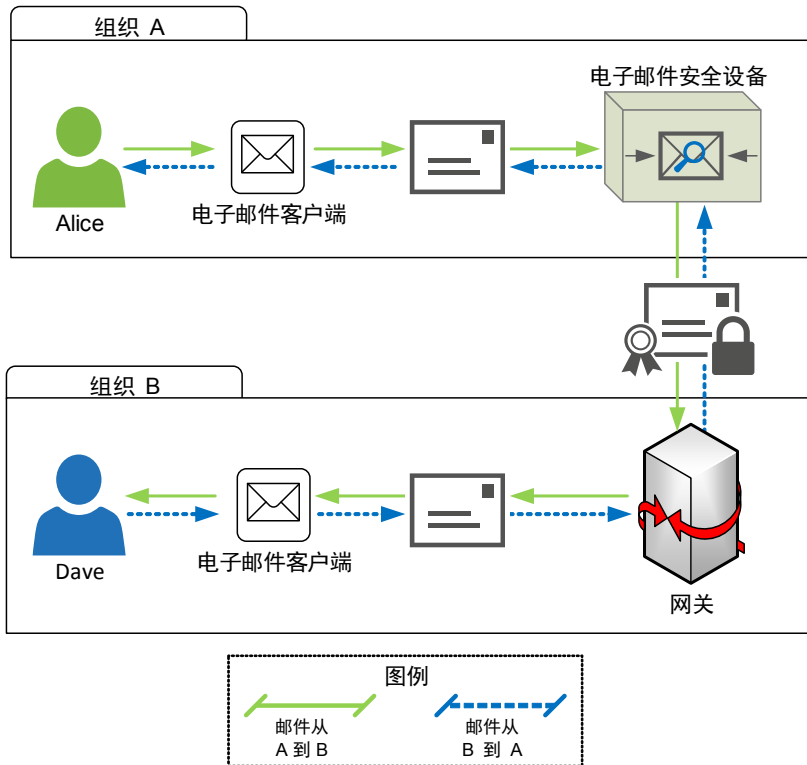 组织 A
电子邮件安全设备
Alice
电子邮件客户端
组织 B
Dave
电子邮件客户端
网关
图例
邮件从
A 到 B
邮件从
B 到 A